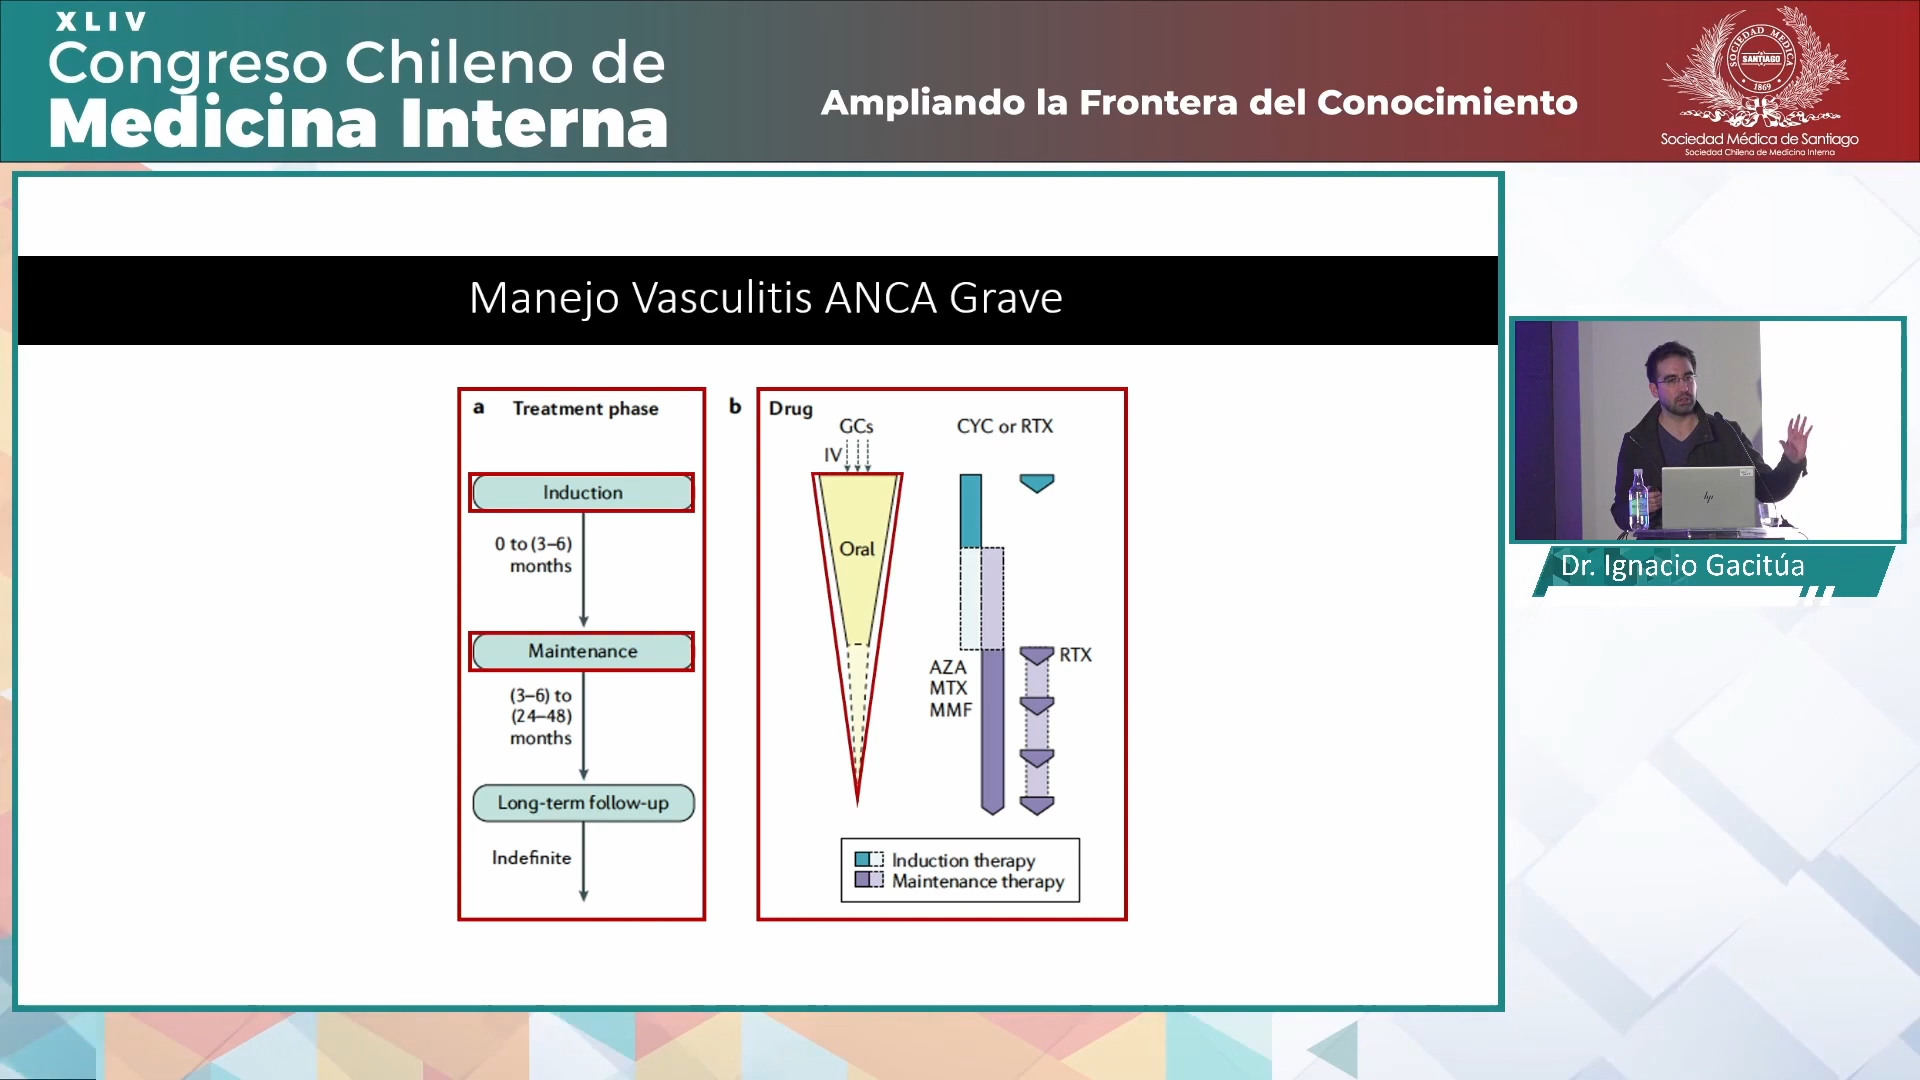 XLIV
Congreso Chileno de
Medicina Interna
Ampliando la Frontera del Conocimiento
SOCIEDAD MEDICA
SANTIAGO
1869
Sociedad Médica de Santiago
Sociedad Chilena de Medicina Interna
Manejo Vasculitis ANCA Grave
a Treatment phase
Induction
0 to (3–6)
months
Maintenance
(3–6) to
(24–48)
months
Long-term follow-up
Indefinite
b Drug
GCs
IV
Oral
CYC or RTX
AZA
MTX
MMF
RTX
Induction therapy
Maintenance therapy
hp
Dr. Ignacio Gacitúa